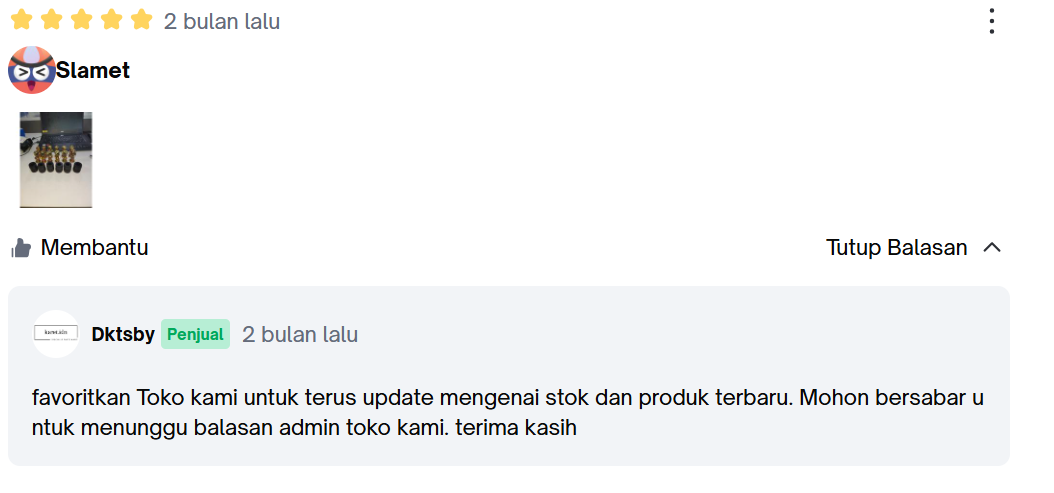 2 bulan lalu
Slamet
Membantu
Tutup Balasan
Dktsby Penjual 2 bulan lalu
favoritkan Toko kami untuk terus update mengenai stok dan produk terbaru. Mohon bersabar u
ntuk menunggu balasan admin toko kami. terima kasih